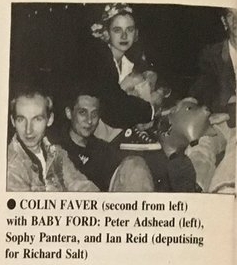 ● COLIN FAVER (second from left)
with BABY FORD: Peter Adshead (left),
Sophy Pantera, and Ian Reid (deputising
for Richard Salt)